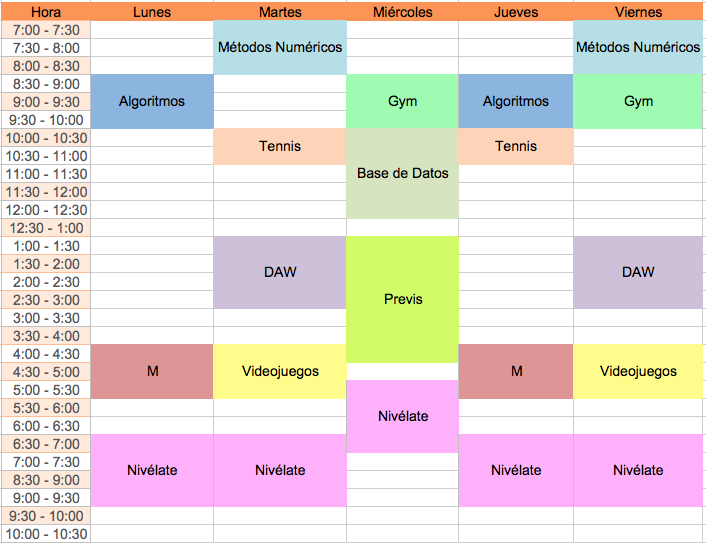 Hora Lunes Martes Miércoles Jueves Viernes
7:00 - 7:30
7:30 - 8:00 Métodos Numéricos Métodos Numéricos
8:00 - 8:30
8:30 - 9:00
9:00 - 9:30 Algoritmos Gym Algoritmos Gym
9:30 - 10:00
10:00 - 10:30 Tennis Tennis
10:30 - 11:00
11:00 - 11:30 Base de Datos
11:30 - 12:00
12:00 - 12:30
12:30 - 1:00
1:00 - 1:30
1:30 - 2:00 DAW DAW
2:00 - 2:30
2:30 - 3:00 Previs
3:00 - 3:30
3:30 - 4:00
4:00 - 4:30
4:30 - 5:00 M Videojuegos M Videojuegos
5:00 - 5:30
5:30 - 6:00 Nivélate
6:00 - 6:30
6:30 - 7:00
7:00 - 7:30 Nivélate Nivélate Nivélate Nivélate
8:30 - 9:00
9:00 - 9:30
9:30 - 10:00
10:00 - 10:30